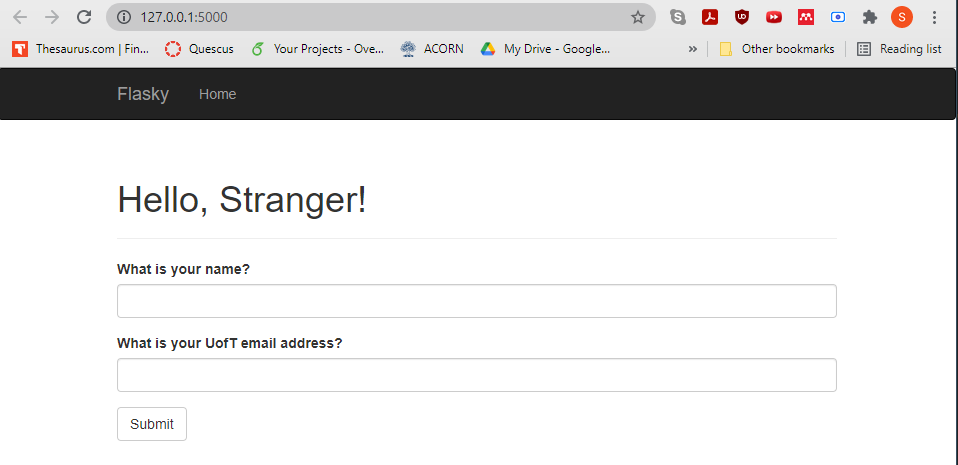 127.0.0.1:5000
S
Thesaurus.com | Fin... Quescus Your Projects - Ove... ACORN My Drive - Google... » Other bookmarks Reading list
Flasky Home
Hello, Stranger!
What is your name?
What is your UofT email address?
Submit